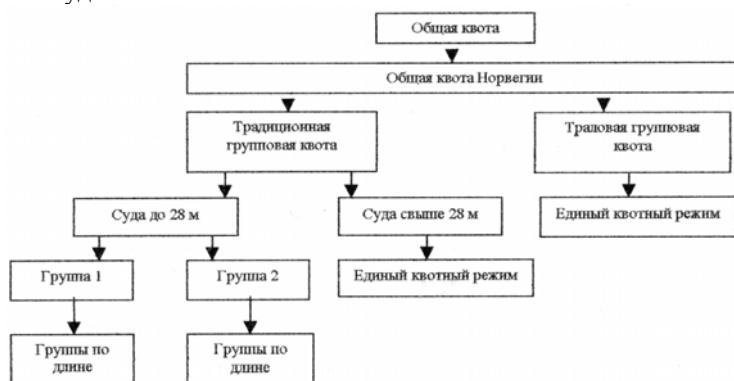 Общая квота
Общая квота Норвегии
Традиционная
групповая квота
Траловая групповая
квота
Суда до 28 м
Суда свыше 28 м
Единый квотный режим
Группа 1
Группа 2
Единый квотный режим
Группы по
длине
Группы по
длине